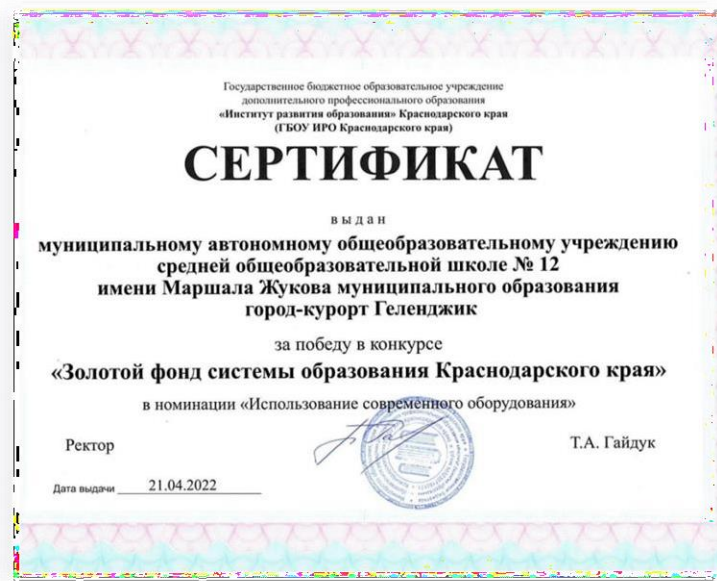 Государственное бюджетное образовательное учреждение
дополнительного профессионального образования
«Институт развития образования» Краснодарского края
(ГБОУ ИРО Краснодарского края)
СЕРТИФИКАТ
выдан
муниципальному автономному общеобразовательному учреждению
средней общеобразовательной школе № 12
имени Маршала Жукова муниципального образования
город-курорт Геленджик
за победу в конкурсе
«Золотой фонд системы образования Краснодарского края»
в номинации «Использование современного оборудования»
Ректор Т.А. Гайдук
Дата выдачи 21.04.2022